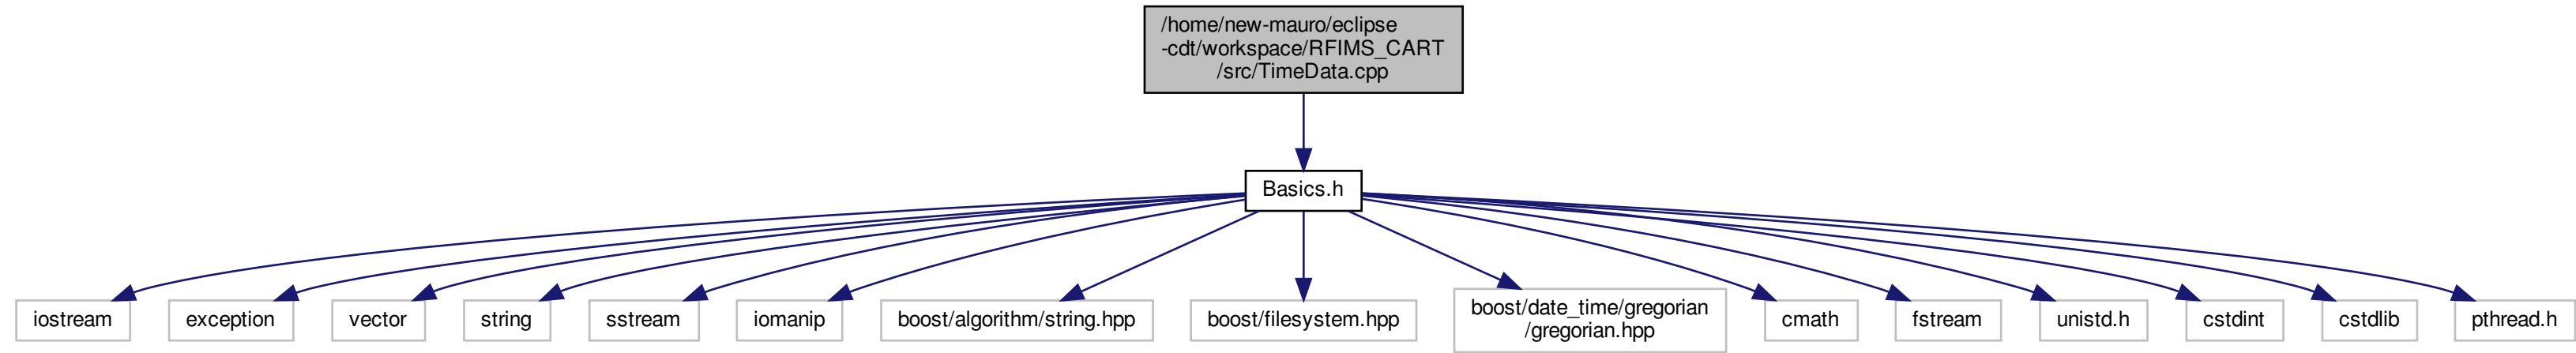 /home/new-mauro/eclipse
-cdt/workspace/RFIMS_CART
/src/TimeData.cpp
Basics.h
iostream
exception
vector
string
sstream
iomanip
boost/algorithm/string.hpp
boost/filesystem.hpp
boost/date_time/gregorian
/gregorian.hpp
cmath
fstream
unistd.h
cstdint
cstdlib
pthread.h